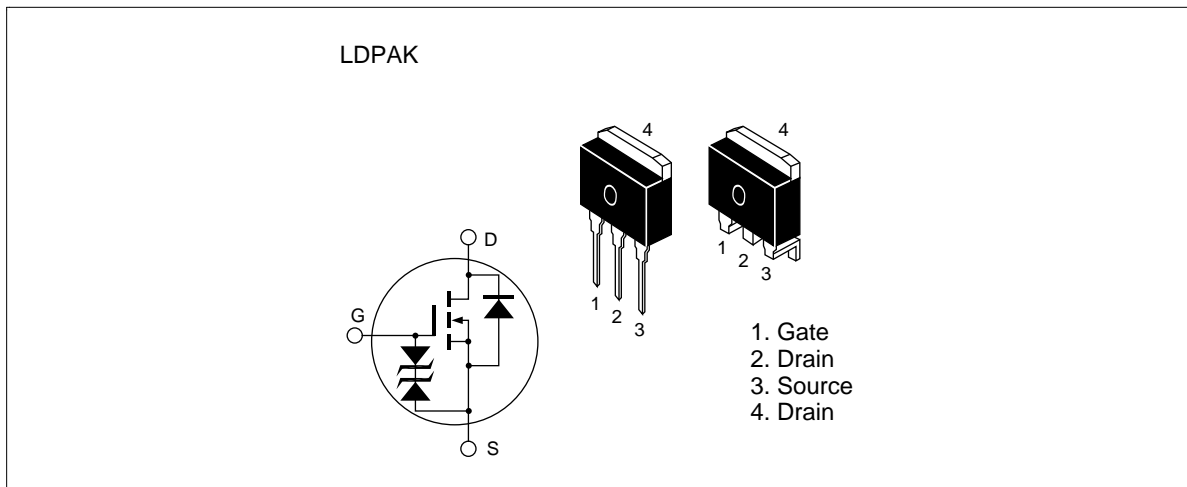 LDPAK
4
4
1
2
3
1
2
3
D
G
S
1. Gate
2. Drain
3. Source
4. Drain